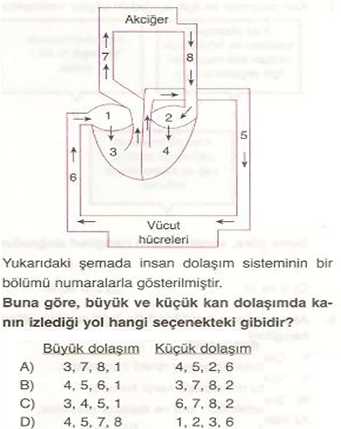 Akciğer
7
8
1
2
3
4
5
6
Vücut
hücreleri
Yukarıdaki şemada insan dolaşım sisteminin bir
bölümü numaralarla gösterilmiştir.
Buna göre, büyük ve küçük kan dolaşımda ka-
nın izlediği yol hangi seçenekteki gibidir?
Büyük dolaşım Küçük dolaşım
A) 3, 7, 8, 1 4, 5, 2, 6
B) 4, 5, 6, 1 3, 7, 8, 2
C) 3, 4, 5, 1 6, 7, 8, 2
D) 4, 5, 7, 8 1, 2, 3, 6